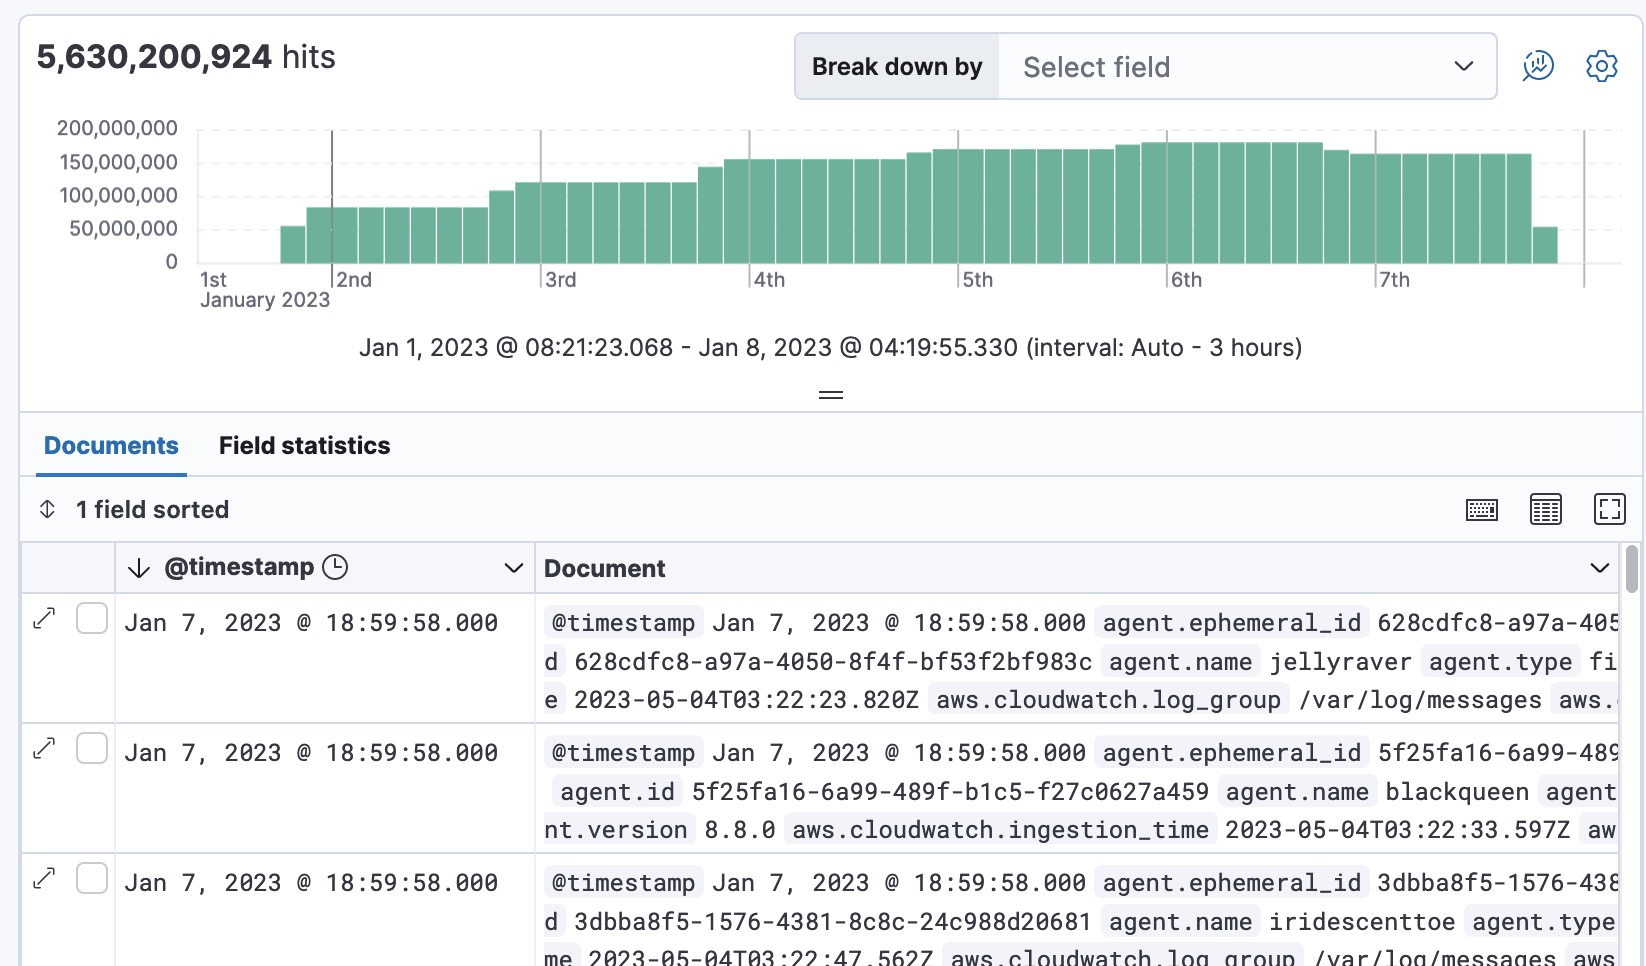 5,630,200,924 hits
Break down by Select field
200,000,000
150,000,000
100,000,000
50,000,000
0
1st 2nd 3rd 4th 5th 6th 7th
January 2023
Jan 1, 2023 @ 08:21:23.068 - Jan 8, 2023 @ 04:19:55.330 (interval: Auto - 3 hours)
Documents Field statistics
1 field sorted
@timestamp Document
Jan 7, 2023 @ 18:59:58.000 @timestamp Jan 7, 2023 @ 18:59:58.000 agent.ephemeral_id 628cdfc8-a97a-405
d 628cdfc8-a97a-4050-8f4f-bf53f2bf983c agent.name jellyraver agent.type fi
e 2023-05-04T03:22:23.820Z aws.cloudwatch.log_group /var/log/messages aws.
Jan 7, 2023 @ 18:59:58.000 @timestamp Jan 7, 2023 @ 18:59:58.000 agent.ephemeral_id 5f25fa16-6a99-489
agent.id 5f25fa16-6a99-489f-b1c5-f27c0627a459 agent.name blackqueen agent
nt.version 8.8.0 aws.cloudwatch.ingestion_time 2023-05-04T03:22:33.597Z aw
Jan 7, 2023 @ 18:59:58.000 @timestamp Jan 7, 2023 @ 18:59:58.000 agent.ephemeral_id 3dbba8f5-1576-438
d 3dbba8f5-1576-4381-8c8c-24c988d20681 agent.name iridescenttoe agent.type
me 2023-05-04T03:22:47.562Z aws.cloudwatch.log_group /var/log/messages aws